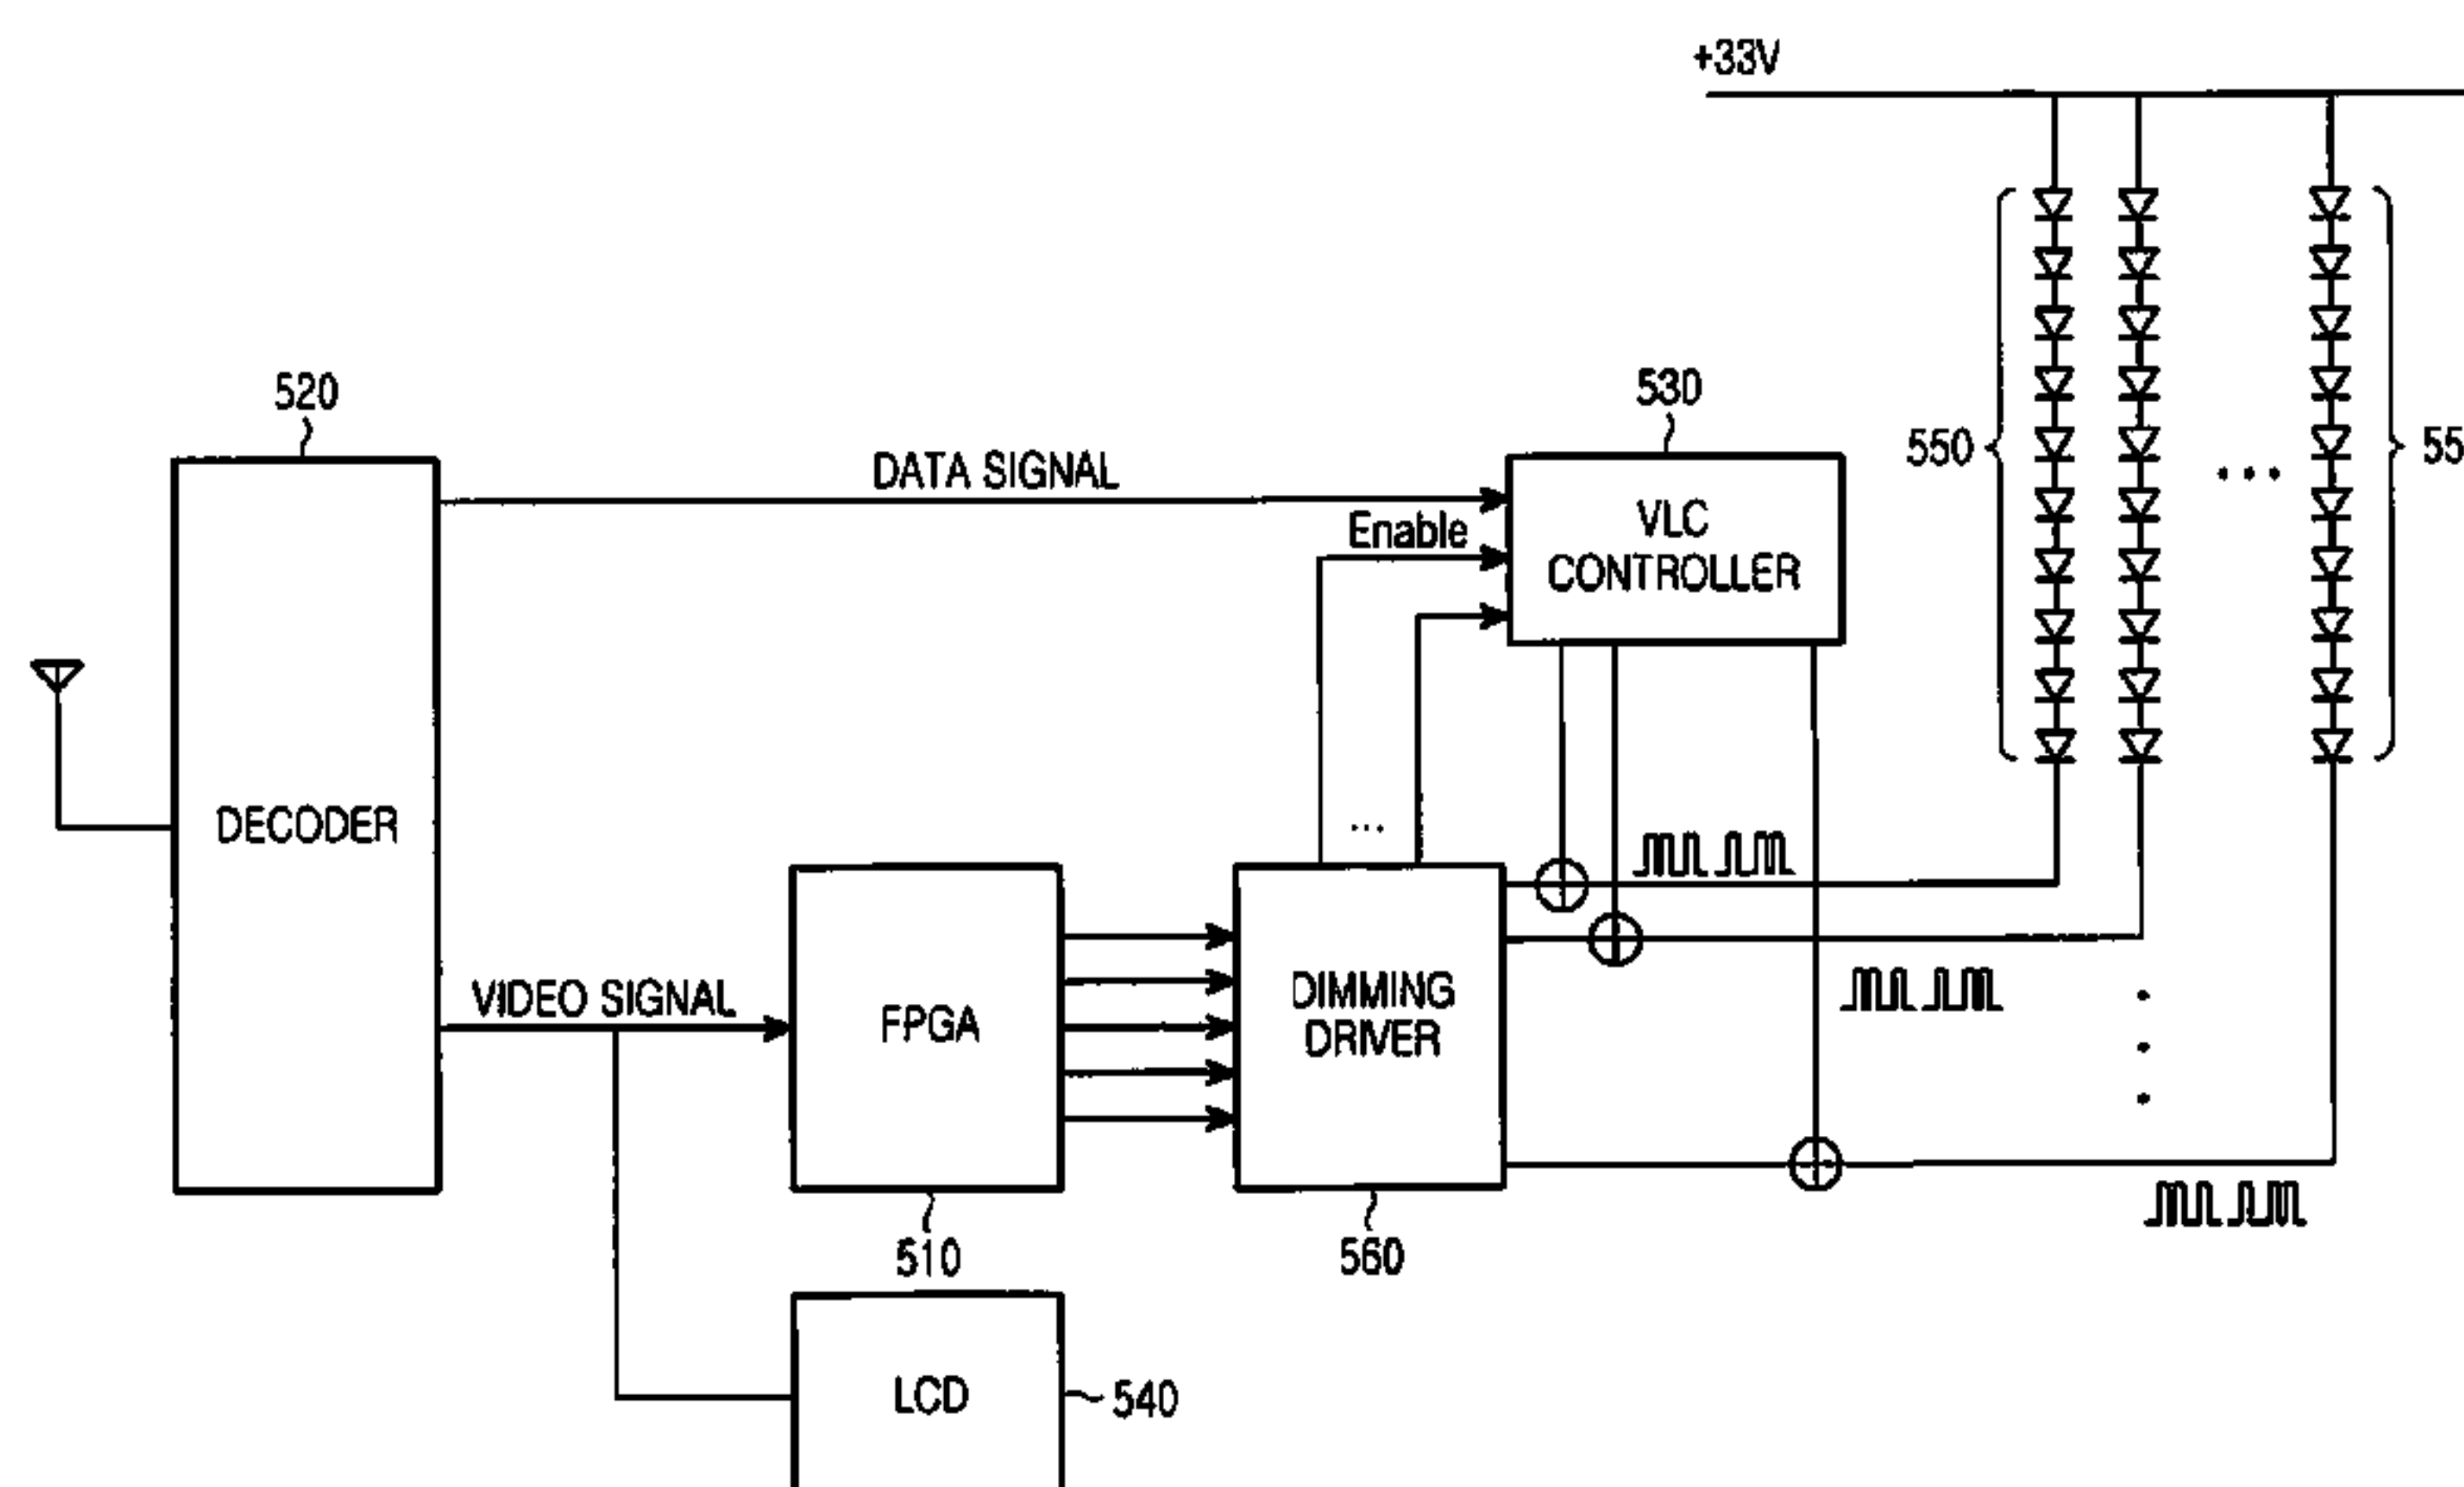 +33V
520
530
DATA SIGNAL
Enable
VLC
CONTROLLER
550
55
DECODER
VIDEO SIGNAL
FPGA
DIMMING
DRIVER
510
560
LCD
540